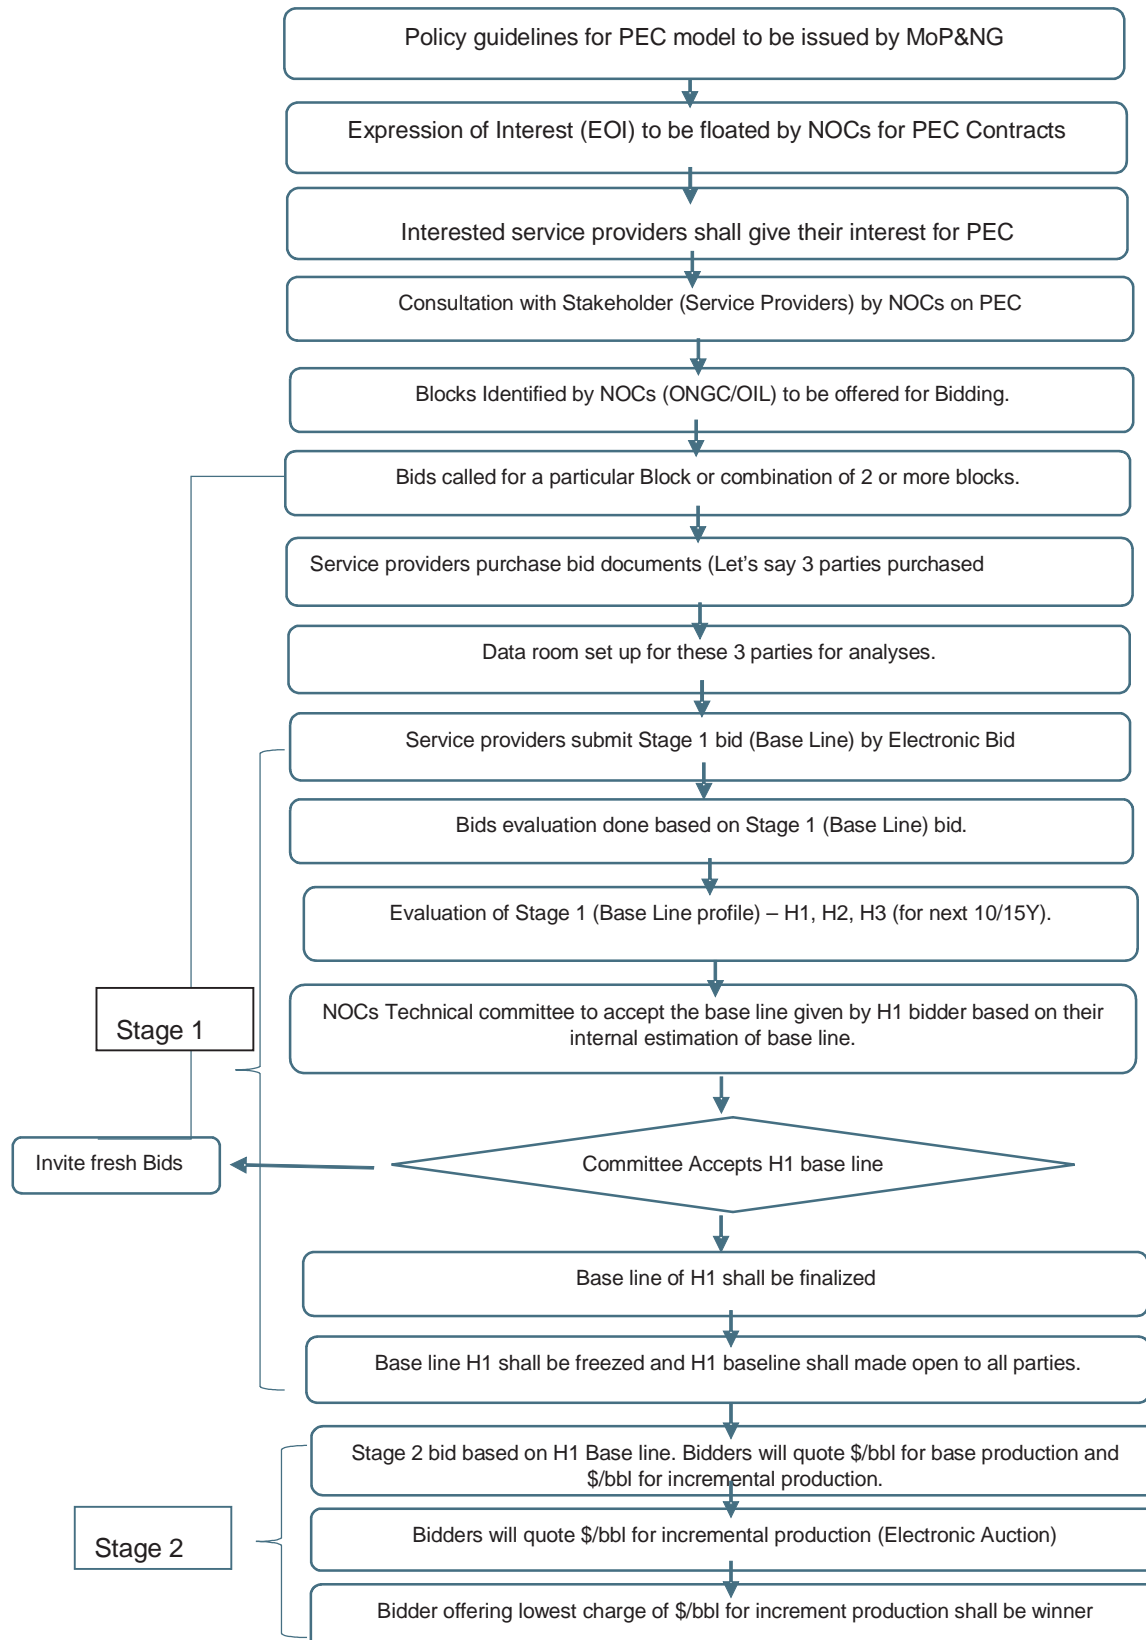 Policy guidelines for PEC model to be issued by MoP&NG
Expression of Interest (EOI) to be floated by NOCs for PEC Contracts
Interested service providers shall give their interest for PEC
Consultation with Stakeholder (Service Providers) by NOCs on PEC
Blocks Identified by NOCs (ONGC/OIL) to be offered for Bidding.
Bids called for a particular Block or combination of 2 or more blocks.
Service providers purchase bid documents (Let’s say 3 parties purchased
Data room set up for these 3 parties for analyses.
Service providers submit Stage 1 bid (Base Line) by Electronic Bid
Bids evaluation done based on Stage 1 (Base Line) bid.
Evaluation of Stage 1 (Base Line profile) – H1, H2, H3 (for next 10/15Y).
NOCs Technical committee to accept the base line given by H1 bidder based on their
internal estimation of base line.
Stage 1
Committee Accepts H1 base line
Invite fresh Bids
Base line of H1 shall be finalized
Base line H1 shall be freezed and H1 baseline shall made open to all parties.
Stage 2 bid based on H1 Base line. Bidders will quote $/bbl for base production and
$/bbl for incremental production.
Stage 2
Bidders will quote $/bbl for incremental production (Electronic Auction)
Bidder offering lowest charge of $/bbl for increment production shall be winner